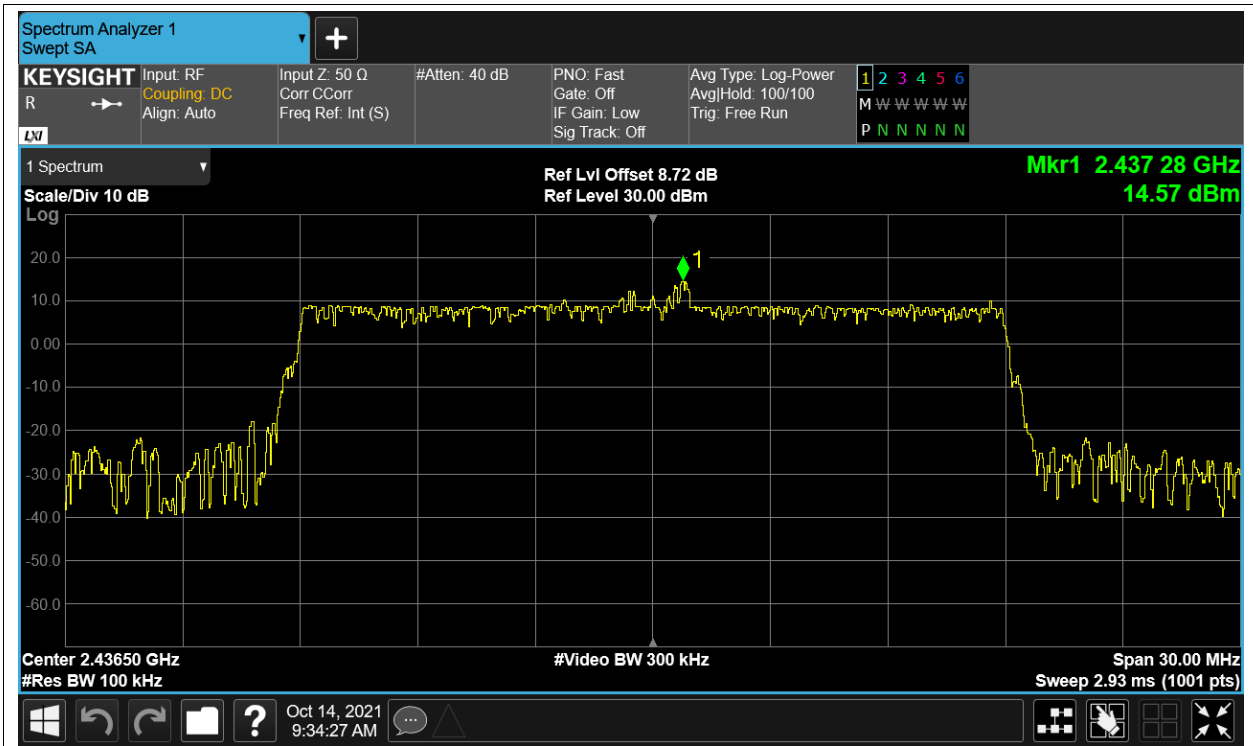 Spectrum Analyzer 1
Swept SA
+
KEYSIGHT
R
LXI
Input: RF
Coupling: DC
Align: Auto
Input Z: 50 Ω
Corr CCorr
Freq Ref: Int (S)
#Atten: 40 dB
PNO: Fast
Gate: Off
IF Gain: Low
Sig Track: Off
Avg Type: Log-Power
Avg|Hold: 100/100
Trig: Free Run
1 2 3 4 5 6
M W W W W W
P N N N N N
1 Spectrum
Scale/Div 10 dB
Ref Lvl Offset 8.72 dB
Ref Level 30.00 dBm
Mkr1 2.437 28 GHz
14.57 dBm
Log
20.0
10.0
0.00
-10.0
-20.0
-30.0
-40.0
-50.0
-60.0
1
Center 2.43650 GHz
#Res BW 100 kHz
#Video BW 300 kHz
Span 30.00 MHz
Sweep 2.93 ms (1001 pts)
?
Oct 14, 2021
9:34:27 AM